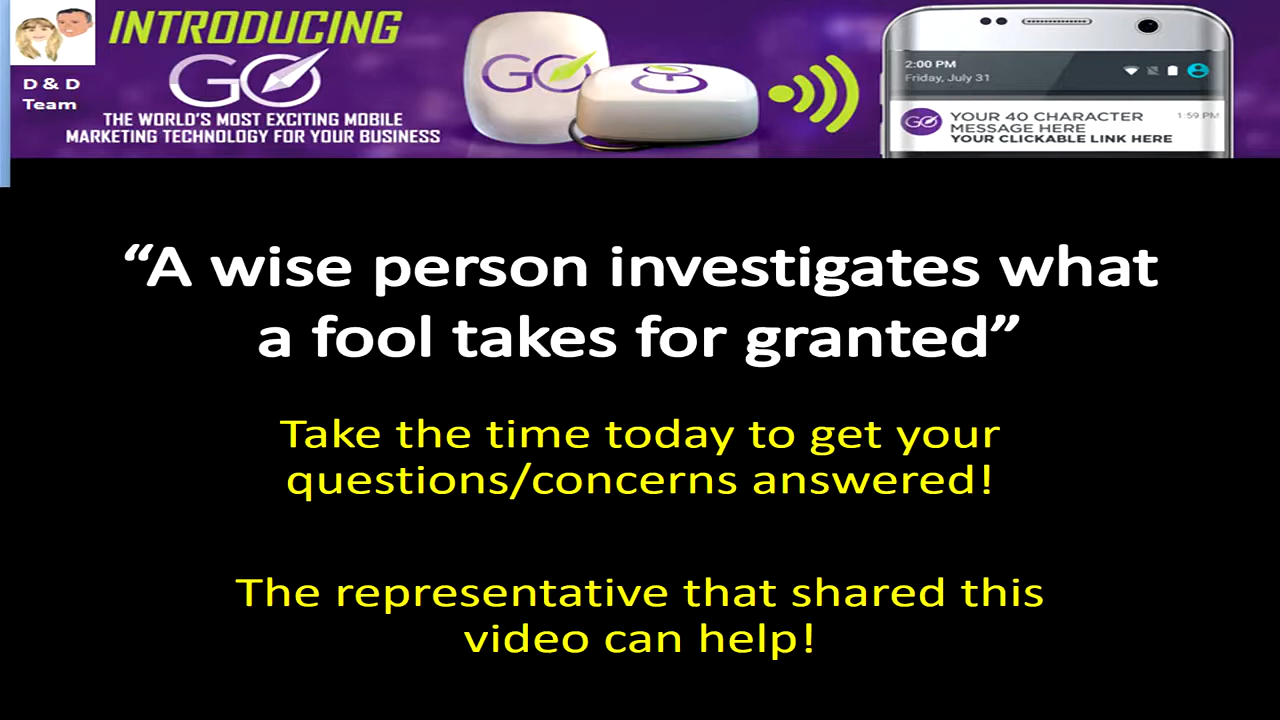 D & D
Team
INTRODUCING
GO
THE WORLD'S MOST EXCITING MOBILE
MARKETING TECHNOLOGY FOR YOUR BUSINESS
GO
GO
2:00 PM
Friday, July 31
GO
YOUR 40 CHARACTER
MESSAGE HERE
YOUR CLICKABLE LINK HERE
1:59 PM
“A wise person investigates what
a fool takes for granted”
Take the time today to get your
questions/concerns answered!
The representative that shared this
video can help!